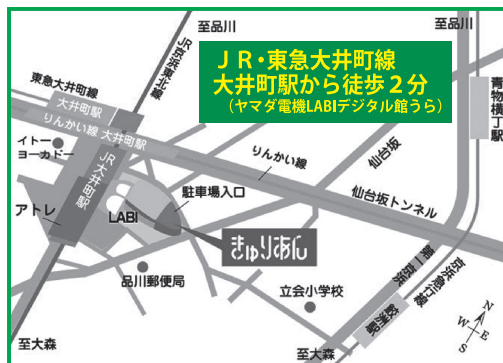 至品川
至品川
JR・東急大井町線
大井町駅から徒歩2分
(ヤマダ電機LABIデジタル館うら)
JR京浜東北線
東急大井町線
大井町駅
りんかい線 大井町駅
イトー
ヨーカドー
JR大井町駅
アトレ
LABI
駐車場入口
りんかい線
仙台坂
仙台坂トンネル
青物横丁駅
きゅりあん
品川郵便局
立会小学校
第一京浜
京浜急行線
鮫洲駅
至大森
至大森
N
W
E
S